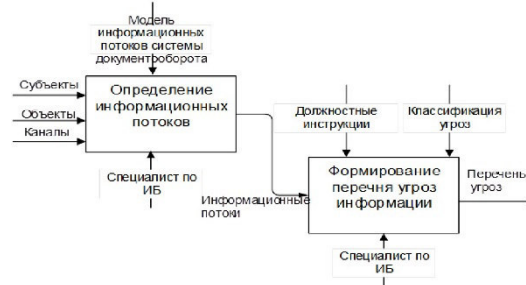 Модель
информационных
потоков системы
документрооборота
Субъекты
Объекты
Каналы
Определение
информационных
потоков
Специалист по
ИБ
Информационные
потоки
Должностные
инструкции
Классификация
угроз
Формирование
перечня угроз
информации
Перечень
угроз
Специалист по
ИБ